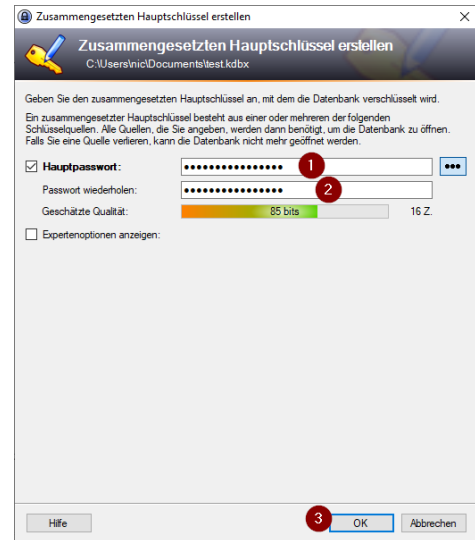 Zusammengesetzten Hauptschlüssel erstellen
Zusammengesetzten Hauptschlüssel erstellen
C:\Users\nic\Documents\test.kdbx
Geben Sie den zusammengesetzten Hauptschlüssel an, mit dem die Datenbank verschlüsselt wird.
Ein zusammengesetzter Hauptschlüssel besteht aus einer oder mehreren der folgenden
Schlüsselquellen. Alle Quellen, die Sie angeben, werden dann benötigt, um die Datenbank zu öffnen.
Falls Sie eine Quelle verlieren, kann die Datenbank nicht mehr geöffnet werden.
Hauptpasswort: ●●●●●●●●●●●●●●●● 1 ●●●
Passwort wiederholen: ●●●●●●●●●●●●●●●● 2
Geschätzte Qualität: 85 bits 16 Z.
Expertenoptionen anzeigen:
Hilfe 3 OK Abbrechen